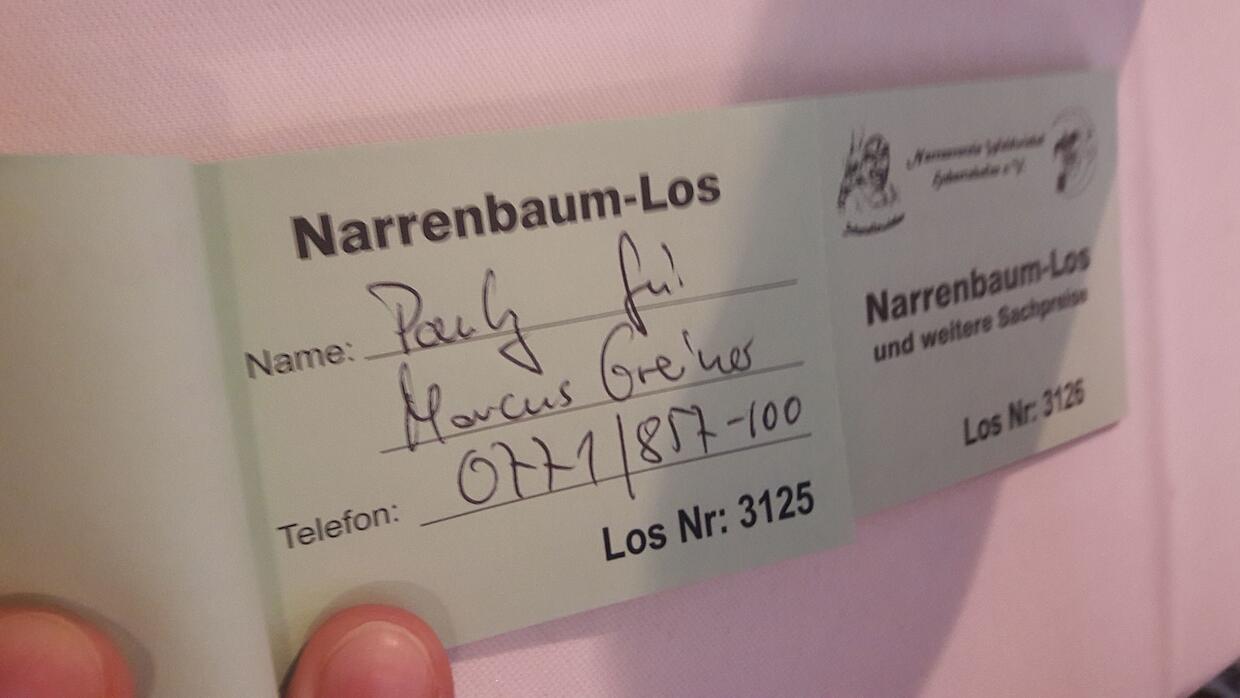 Narrenbaum-Los
Name: Pauly für
Marcus Greiner
Telefon: 0771/857-100
Los Nr: 3125
Narrenbaum-Los
und weitere Sachpreise
Los Nr: 3126